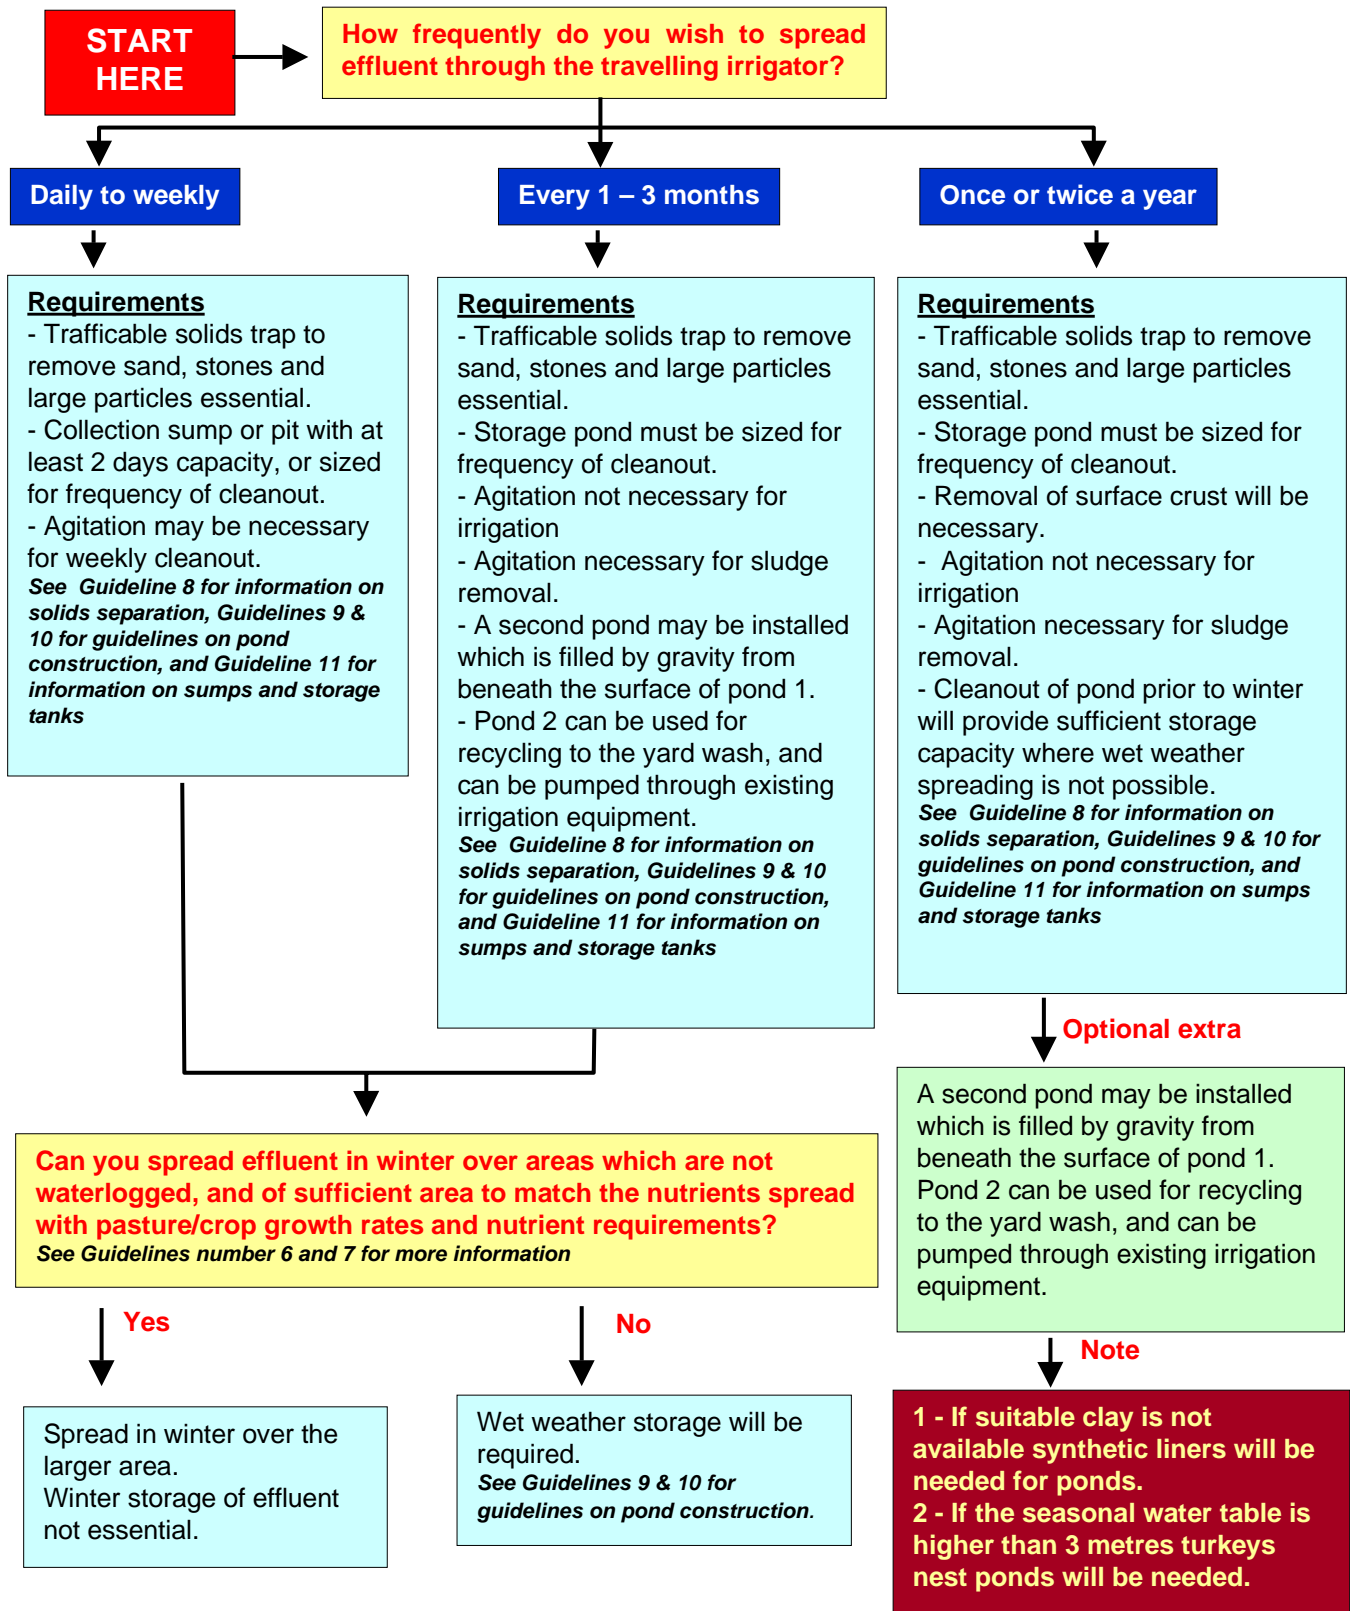 START
HERE
How frequently do you wish to spread
effluent through the travelling irrigator?
Daily to weekly
Every 1 – 3 months
Once or twice a year
Requirements
- Trafficable solids trap to
remove sand, stones and
large particles essential.
- Collection sump or pit with at
least 2 days capacity, or sized
for frequency of cleanout.
- Agitation may be necessary
for weekly cleanout.
See Guideline 8 for information on
solids separation, Guidelines 9 &
10 for guidelines on pond
construction, and Guideline 11 for
information on sumps and storage
tanks
Requirements
- Trafficable solids trap to remove
sand, stones and large particles
essential.
- Storage pond must be sized for
frequency of cleanout.
- Agitation not necessary for
irrigation
- Agitation necessary for sludge
removal.
- A second pond may be installed
which is filled by gravity from
beneath the surface of pond 1.
- Pond 2 can be used for
recycling to the yard wash, and
can be pumped through existing
irrigation equipment.
See Guideline 8 for information on
solids separation, Guidelines 9 & 10
for guidelines on pond construction,
and Guideline 11 for information on
sumps and storage tanks
Requirements
- Trafficable solids trap to remove
sand, stones and large particles
essential.
- Storage pond must be sized for
frequency of cleanout.
- Removal of surface crust will be
necessary.
- Agitation not necessary for
irrigation
- Agitation necessary for sludge
removal.
- Cleanout of pond prior to winter
will provide sufficient storage
capacity where wet weather
spreading is not possible.
See Guideline 8 for information on
solids separation, Guidelines 9 & 10 for
guidelines on pond construction, and
Guideline 11 for information on sumps
and storage tanks
Optional extra
A second pond may be installed
which is filled by gravity from
beneath the surface of pond 1.
Pond 2 can be used for recycling
to the yard wash, and can be
pumped through existing irrigation
equipment.
Can you spread effluent in winter over areas which are not
waterlogged, and of sufficient area to match the nutrients spread
with pasture/crop growth rates and nutrient requirements?
See Guidelines number 6 and 7 for more information
Yes
No
Note
Spread in winter over the
larger area.
Winter storage of effluent
not essential.
Wet weather storage will be
required.
See Guidelines 9 & 10 for
guidelines on pond construction.
1 - If suitable clay is not
available synthetic liners will be
needed for ponds.
2 - If the seasonal water table is
higher than 3 metres turkeys
nest ponds will be needed.